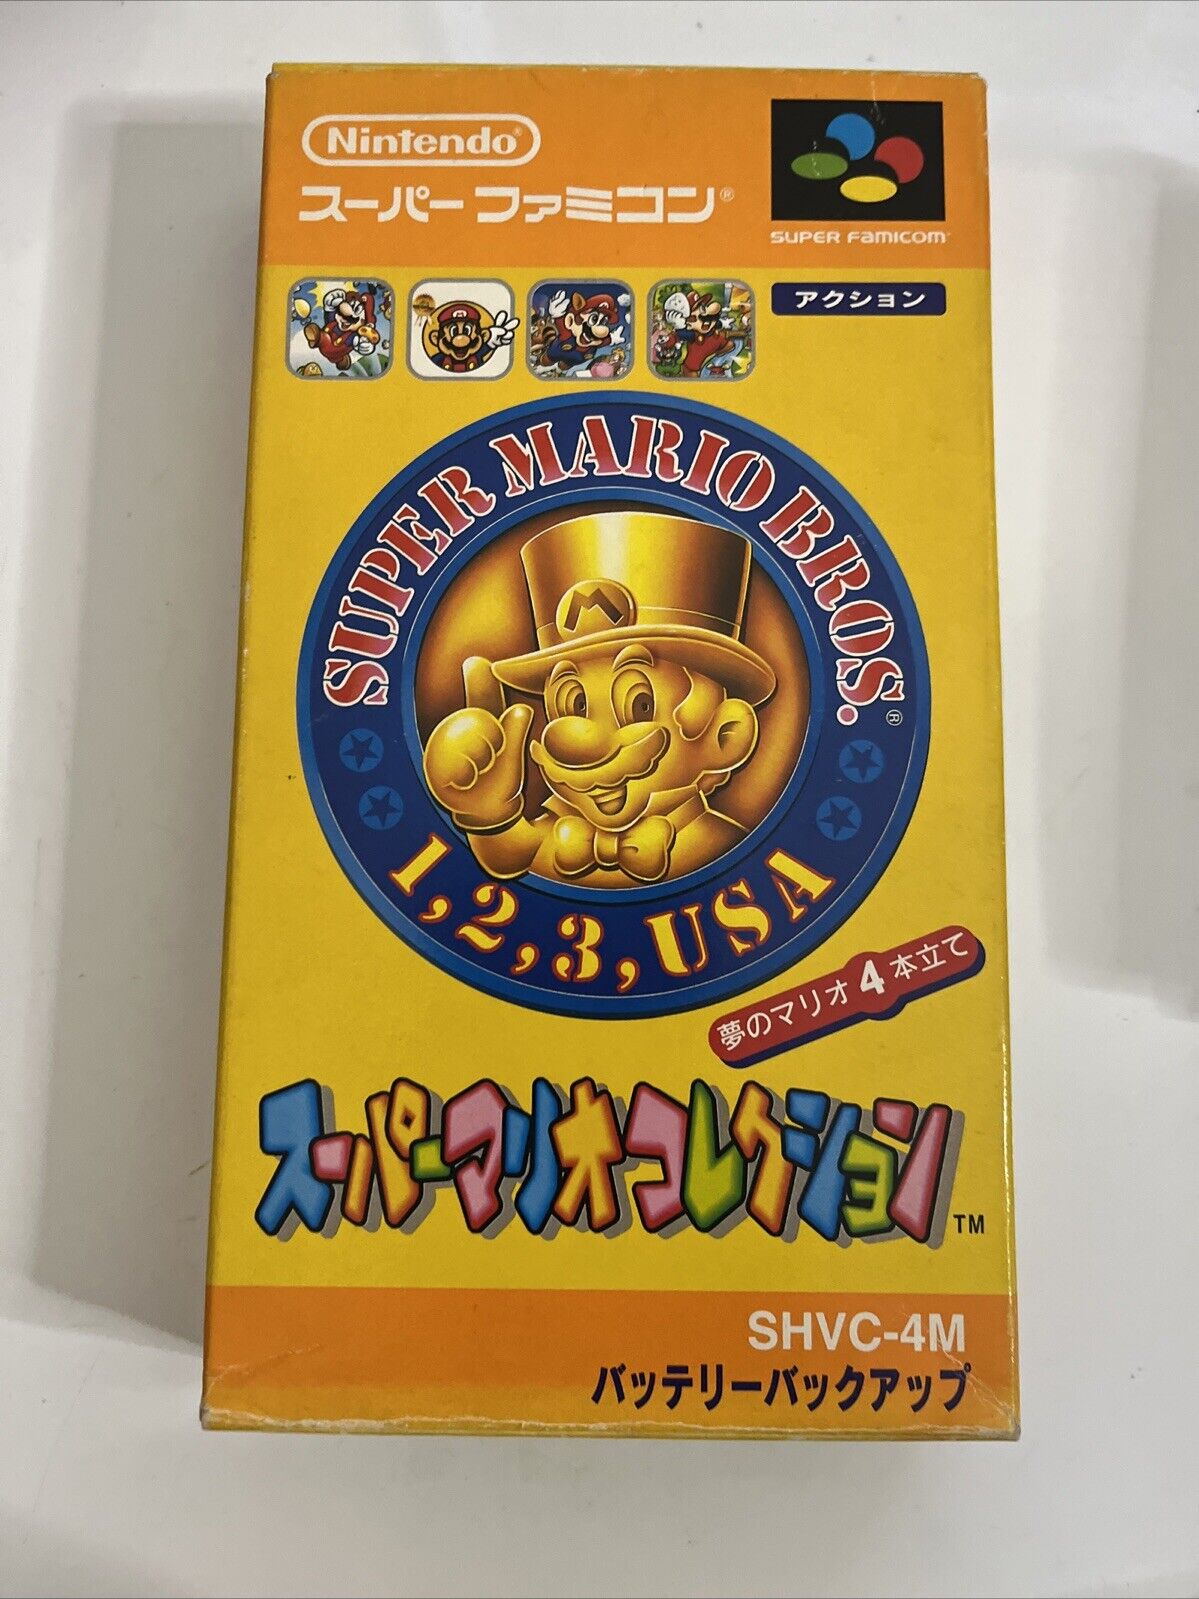 Nintendo®
スーパーファミコン®
SUPER FAMICOM™
アクション
SUPER MARIO BROS.®
M
1, 2, 3, USA
夢のマリオ4本立て
スーパーマリオコレクション™
SHVC-4M
バッテリーバックアップ